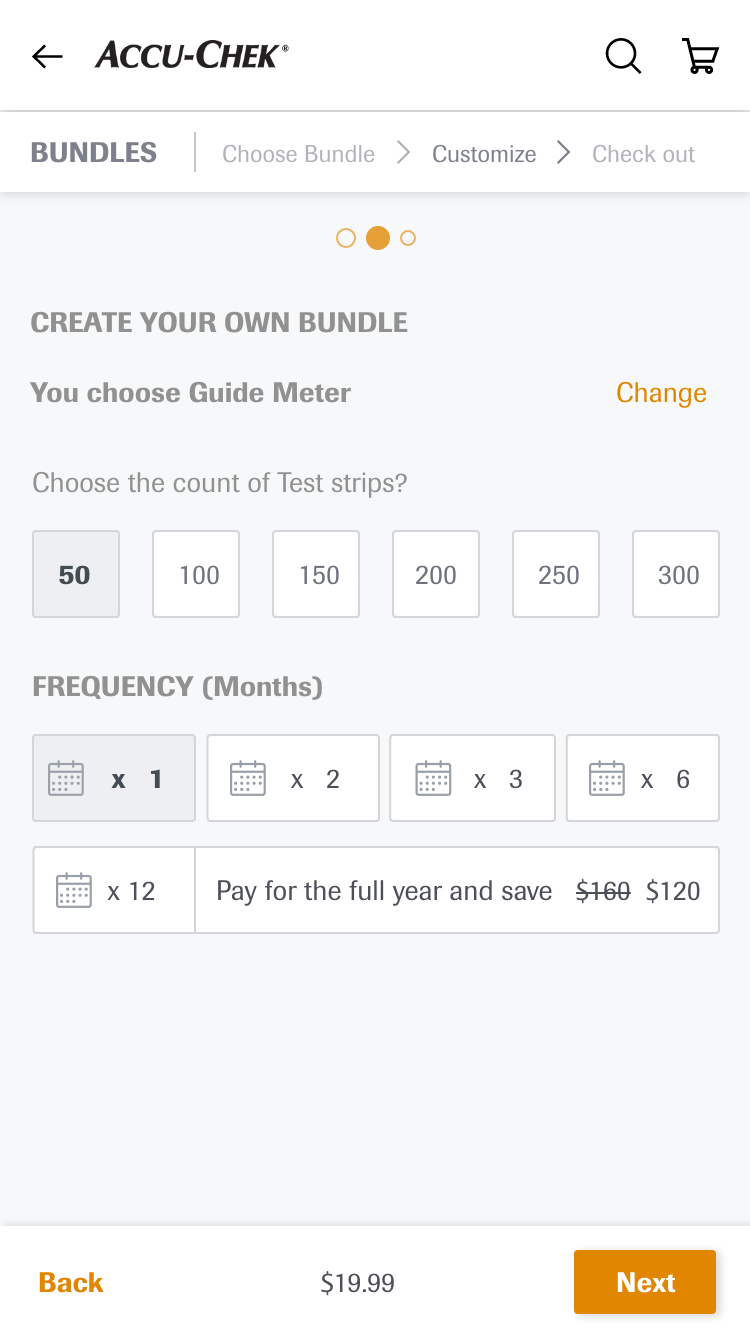 ACCU-CHEK®
BUNDLES Choose Bundle Customize Check out
CREATE YOUR OWN BUNDLE
You choose Guide Meter Change
Choose the count of Test strips?
50 100 150 200 250 300
FREQUENCY (Months)
x 1 x 2 x 3 x 6
x 12 Pay for the full year and save $160 $120
Back $19.99 Next